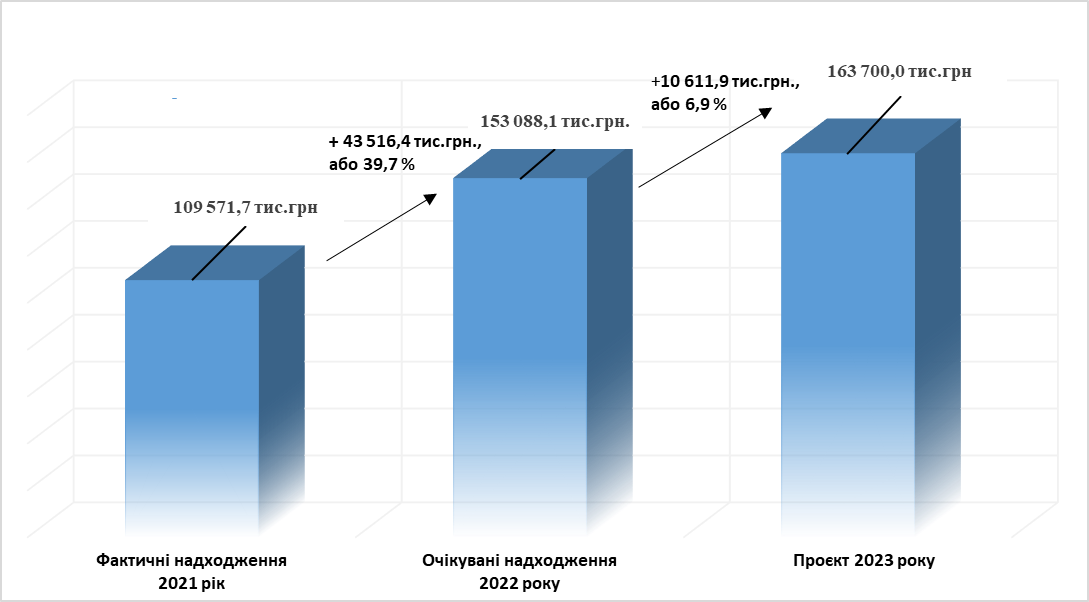 163 700,0 тис.грн
+10 611,9 тис.грн.,
або 6,9 %
153 088,1 тис.грн.
+ 43 516,4 тис.грн.,
або 39,7 %
109 571,7 тис.грн
Фактичні надходження
2021 рік
Очікувані надходження
2022 року
Проєкт 2023 року